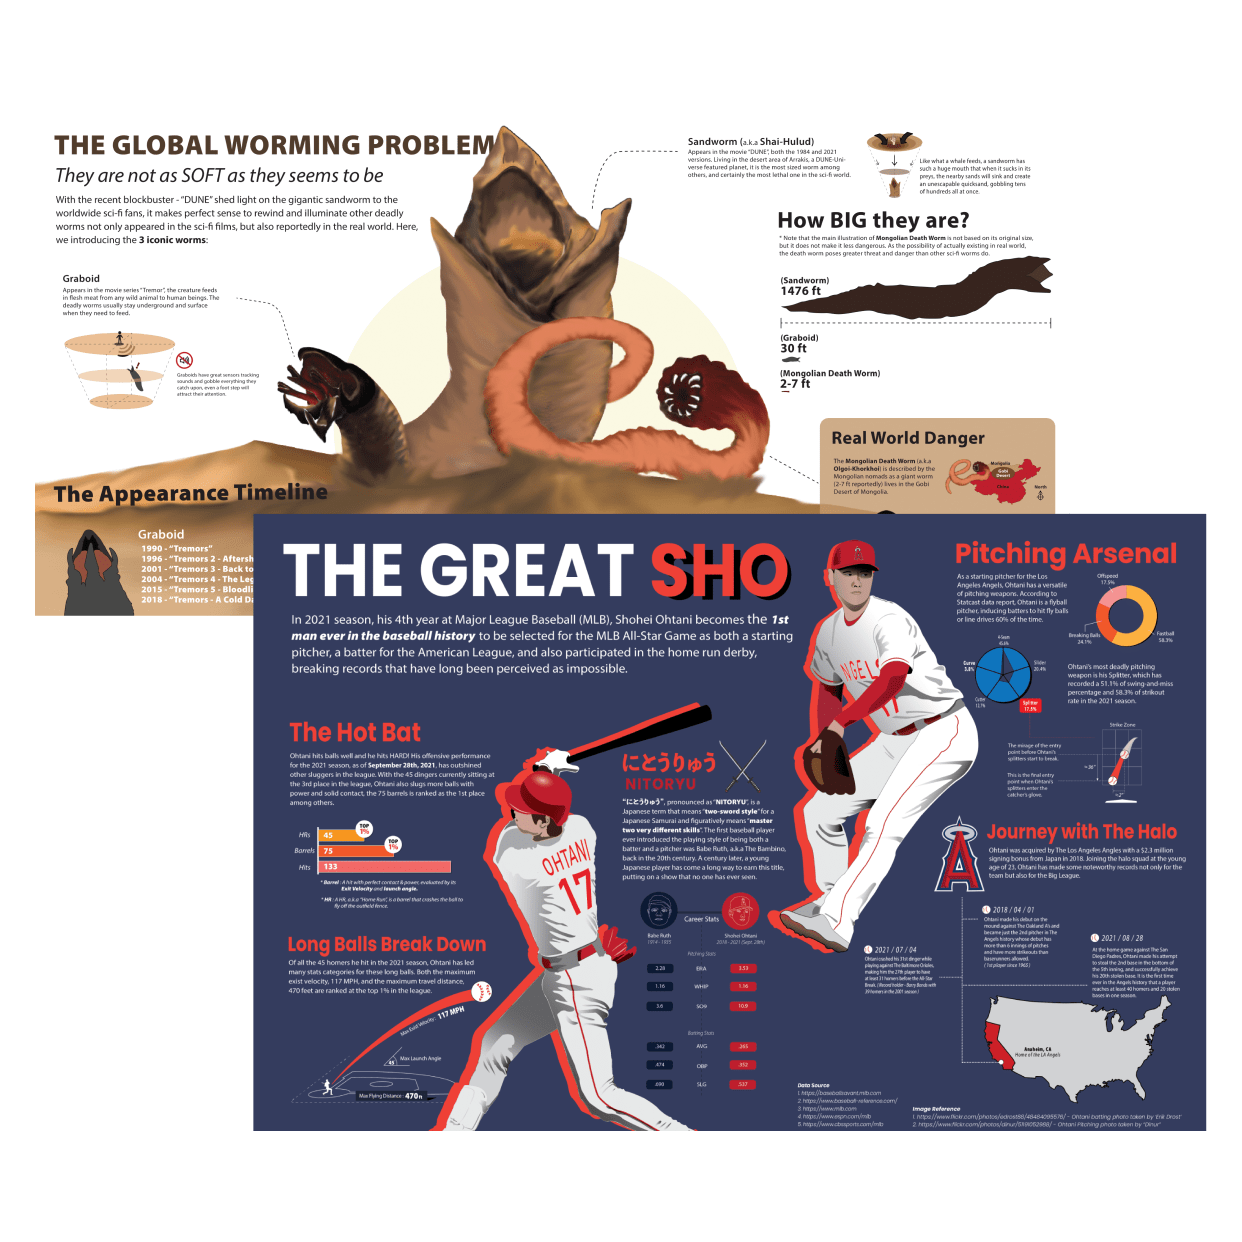 THE GLOBAL WORMING PROBLEM
They are not as SOFT as they seems to be
With the recent blockbuster - "DUNE" shed light on the gigantic sandworm to the
worldwide sci-fi fans, it makes perfect sense to rewind and illuminate other deadly
worms not only appeared in the sci-fi films, but also reportedly in the real world. Here,
we introducing the 3 iconic worms:
Graboid
Appears in the movie series "Tremor", the creature feeds
in flesh meat from any wild animal to human beings. The
deadly worms usually stay underground and surface
when they need to feed.
Graboids have great sensors tracking
sounds and gobble everything they
catch upon, even a foot step will
attract their attention.
Sandworm (a.k.a Shai-Hulud)
Appears in the movie "DUNE", both the 1984 and 2021
versions. Living in the desert area of Arrakis, a DUNE-Uni-
verse featured planet, it is the most sized worm among
others, and certainly the most lethal one in the sci-fi world.
Like what a whale feeds, a sandworm has
such a huge mouth that when it sucks in its
preys, the nearby sands will sink and create
an unescapable quicksand, gobbling tens
of hundreds all at once.
How BIG they are?
* Note that the main illustration of Mongolian Death Worm is not based on its original size,
but it does not make it less dangerous. As the possibility of actually existing in real world,
the death worm poses greater threat and danger than other sci-fi worms do.
(Sandworm)
1476 ft
(Graboid)
30 ft
(Mongolian Death Worm)
2-7 ft
Real World Danger
The Mongolian Death Worm (a.k.a
Olgoi-Khorkhoi) is described by the
Mongolian nomads as a giant worm
(2-7 ft reportedly) lives in the Gobi
Desert of Mongolia.
Mongolia
Gobi
Desert
China
North
The Appearance Timeline
Graboid
1990 - "Tremors"
1996 - "Tremors 2 - Aftersh
2001 - "Tremors 3 - Back to
2004 - "Tremors 4 - The Leg
2015 - "Tremors 5 - Bloodli
2018 - "Tremors - A Cold Da
THE GREAT SHO
In 2021 season, his 4th year at Major League Baseball (MLB), Shohei Ohtani becomes the 1st
man ever in the baseball history to be selected for the MLB All-Star Game as both a starting
pitcher, a batter for the American League, and also participated in the home run derby,
breaking records that have long been perceived as impossible.
The Hot Bat
Ohtani hits balls well and he hits HARD! His offensive performance
for the 2021 season, as of September 28th, 2021, has outshined
other sluggers in the league. With the 45 dingers currently sitting at
the 3rd place in the league, Ohtani also slugs more balls with
power and solid contact, the 75 barrels is ranked as the 1st place
among others.
HRs 45 TOP 1%
Barrels 75 TOP 1%
Hits 133
* Barrel : A hit with perfect contact & power, evaluated by its
Exit Velocity and launch angle.
* HR : A HR, a.k.a "Home Run", is a barrel that crashes the ball to
fly off the outfield fence.
Long Balls Break Down
Of all the 45 homers he hit in the 2021 season, Ohtani has led
many stats categories for these long balls. Both the maximum
exist velocity, 117 MPH, and the maximum travel distance,
470 feet are ranked at the top 1% in the league.
Max Exit Velocity : 117 MPH
45°
Max Launch Angle
Max Flying Distance : 470ft
OHTANI
17
にとうりゅう
NITORYU
"にとうりゅう", pronounced as "NITORYU", is a
Japanese term that means "two-sword style" for a
Japanese Samurai and figuratively means "master
two very different skills". The first baseball player
ever introduced the playing style of being both a
batter and a pitcher was Babe Ruth, a.k.a The Bambino,
back in the 20th century. A century later, a young
Japanese player has come a long way to earn this title,
putting on a show that no one has ever seen.
Career Stats
Babe Ruth
1914 - 1935
Shohei Ohtani
2018 - 2021 (Sept. 28th)
Pitching Stats
2.28 ERA 3.53
1.16 WHIP 1.16
3.6 SO9 10.9
Batting Stats
.342 AVG .265
.474 OBP .352
.690 SLG .537
ANGELS
17
Pitching Arsenal
As a starting pitcher for the Los
Angeles Angels, Ohtani has a versatile
of pitching weapons. According to
Statcast data report, Ohtani is a flyball
pitcher, inducing batters to hit fly balls
or line drives 60% of the time.
Offspeed
17.5%
Breaking Balls
24.1%
Fastball
58.3%
4-Seam
45.6%
Curve
3.8%
Slider
20.4%
Cutter
12.7%
Splitter
17.5%
Ohtani's most deadly pitching
weapon is his Splitter, which has
recorded a 51.1% of swing-and-miss
percentage and 58.3% of strikout
rate in the 2021 season.
Strike Zone
The mirage of the entry
point before Ohtani's
splitters start to break.
This is the final entry
point when Ohtani's
splitters enter the
catcher's glove.
Journey with The Halo
Ohtani was acquired by The Los Angeles Angles with a $2.3 million
signing bonus from Japan in 2018. Joining the halo squad at the young
age of 23, Ohtani has made some noteworthy records not only for the
team but also for the Big League.
2018 / 04 / 01
Ohtani made his debut on the
mound against The Oakland A's and
became just the 2nd pitcher in The
Angels history whose debut has
more than 6 innings of pitches
and have more strikeouts than
baserunners allowed.
( 1st player since 1965 )
2021 / 07 / 04
Ohtani crashed his 31st dinger while
playing against The Baltimore Orioles,
making him the 27th player to have
at least 31 homers before the All-Star
Break. ( Record holder - Barry Bonds with
39 homers in the 2001 season )
2021 / 08 / 28
At the home game against The San
Diego Padres, Ohtani made his attempt
to steal the 2nd base in the bottom of
the 5th inning, and successfully achieve
his 20th stolen base. It is the first time
ever in the Angels history that a player
reaches at least 40 homers and 20 stolen
bases in one season.
Anaheim, CA
Home of the LA Angels
Data Source
1. https://baseballsavant.mlb.com
2. https://www.baseball-reference.com/
3. https://www.mlb.com
4. https://www.espn.com/mlb
5. https://www.cbssports.com/mlb
Image Reference
1. https://www.flickr.com/photos/edrost88/48484095576/ - Ohtani batting photo taken by 'Erik Drost'
2. https://www.flickr.com/photos/dinur/51181052988/ - Ohtani Pitching photo taken by "Dinur"